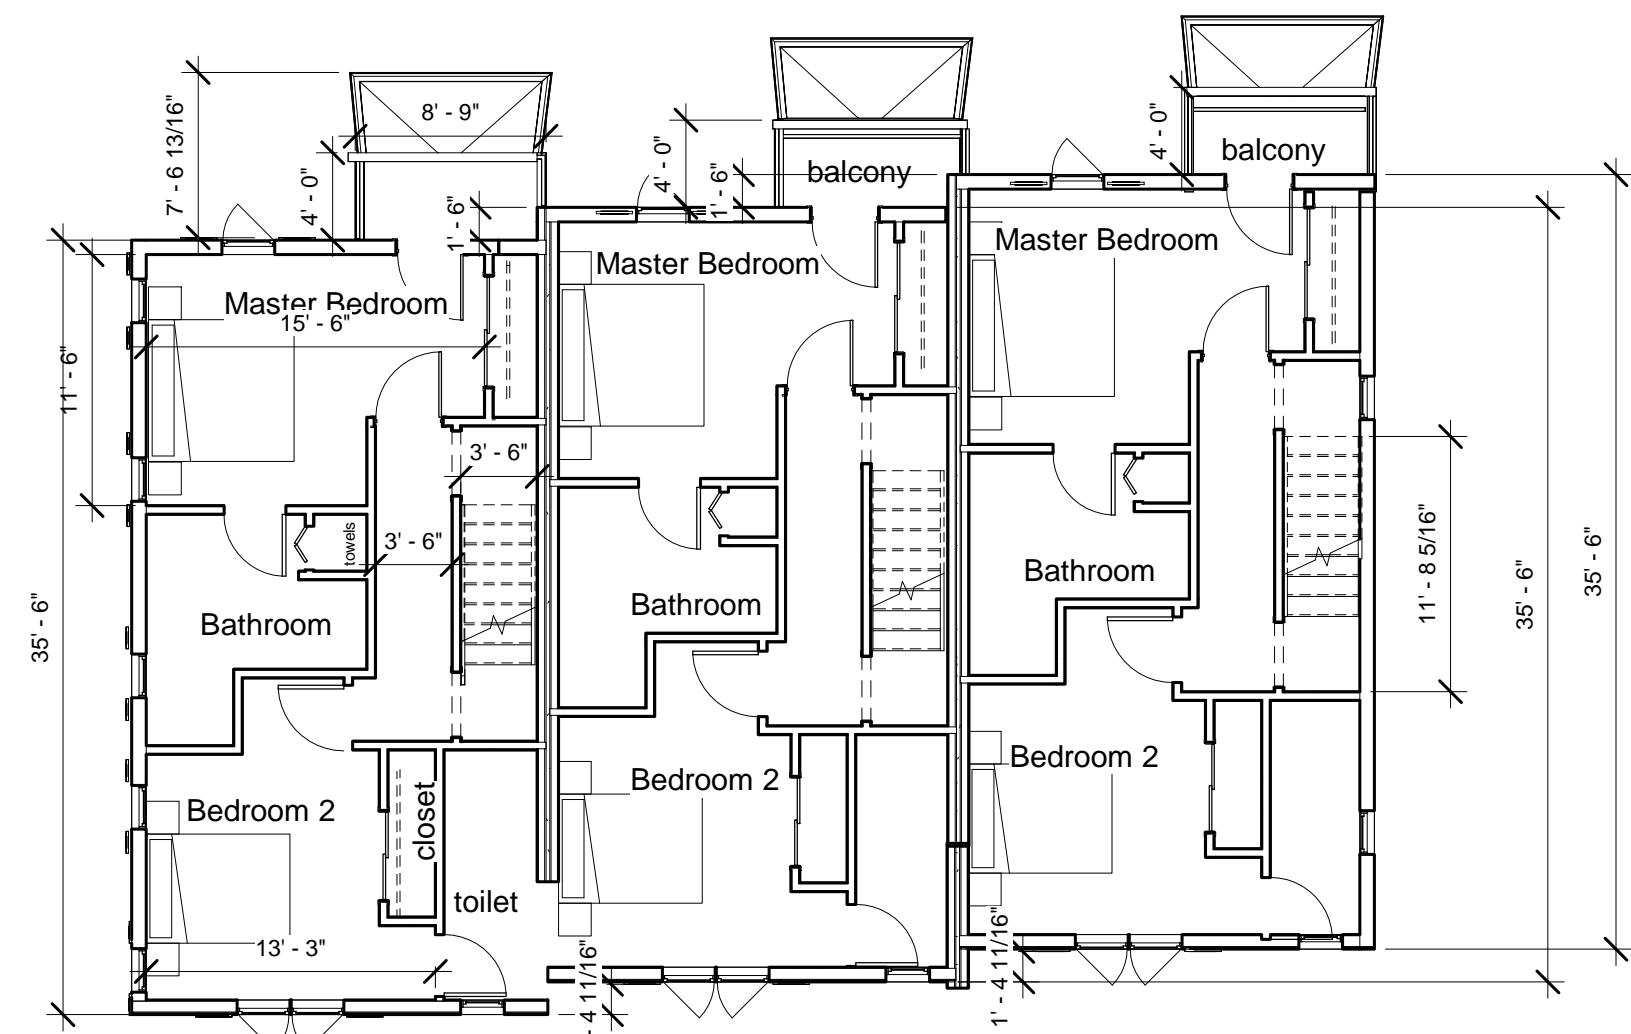 7' - 6 13/16"
8' - 9"
4' - 0"
1' - 6"
4' - 0"
1' - 6"
balcony
4' - 0"
balcony
Master Bedroom
15' - 6"
11' - 6"
Master Bedroom
Master Bedroom
35' - 6"
3' - 6"
towels
3' - 6"
Bathroom
Bathroom
Bathroom
11' - 8 5/16"
35' - 6"
35' - 6"
Bedroom 2
closet
toilet
13' - 3"
Bedroom 2
Bedroom 2
- 4 11/16"
1' - 4 11/16"